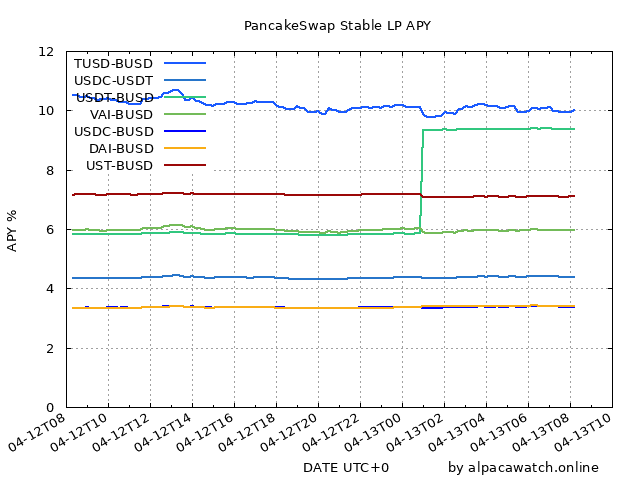 PancakeSwap Stable LP APY
12
10
8
6
4
2
0
APY %
TUSD-BUSD
USDC-USDT
USDT-BUSD
VAI-BUSD
USDC-BUSD
DAI-BUSD
UST-BUSD
04-12T08
04-12T10
04-12T12
04-12T14
04-12T16
04-12T18
04-12T20
04-12T22
04-13T00
04-13T02
04-13T04
04-13T06
04-13T08
04-13T10
DATE UTC+0
by alpacawatch.online